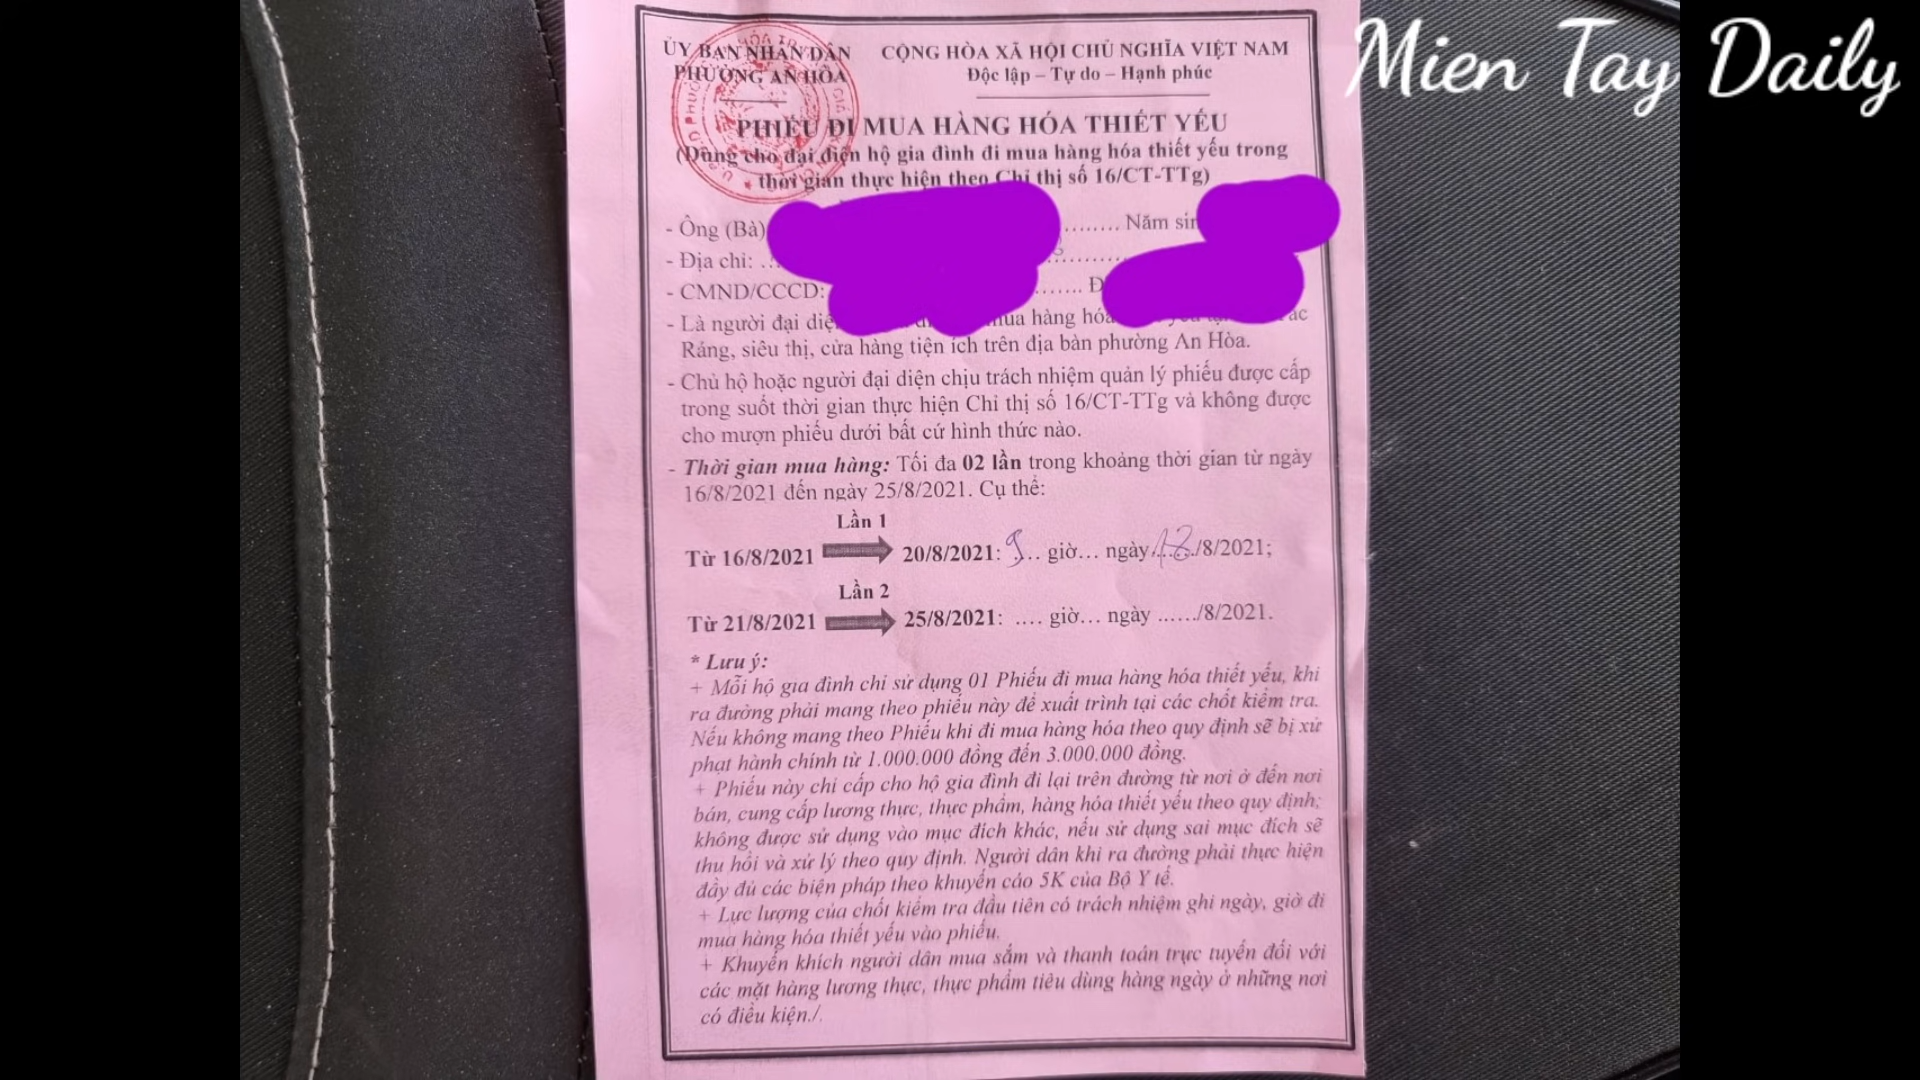 Mien Tay Daily
ỦY BAN NHÂN DÂN
PHƯỜNG AN HÒA
CỘNG HÒA XÃ HỘI CHỦ NGHĨA VIỆT NAM
Độc lập – Tự do – Hạnh phúc
PHIẾU ĐI MUA HÀNG HÓA THIẾT YẾU
(Dùng cho đại diện hộ gia đình đi mua hàng hóa thiết yếu trong
thời gian thực hiện theo Chỉ thị số 16/CT-TTg)
- Ông (Bà) ........ Năm sin
- Địa chỉ: ...
- CMND/CCCD: ....... Đ
- Là người đại diệ mua hàng hóa
Ráng, siêu thị, cửa hàng tiện ích trên địa bàn phường An Hòa.
- Chủ hộ hoặc người đại diện chịu trách nhiệm quản lý phiếu được cấp
trong suốt thời gian thực hiện Chỉ thị số 16/CT-TTg và không được
cho mượn phiếu dưới bất cứ hình thức nào.
- Thời gian mua hàng: Tối đa 02 lần trong khoảng thời gian từ ngày
16/8/2021 đến ngày 25/8/2021. Cụ thể:
Lần 1
Từ 16/8/2021 20/8/2021: 9... giờ... ngày 18/8/2021;
Lần 2
Từ 21/8/2021 25/8/2021: .... giờ... ngày ....../8/2021.
* Lưu ý:
+ Mỗi hộ gia đình chỉ sử dụng 01 Phiếu đi mua hàng hóa thiết yếu, khi
ra đường phải mang theo phiếu này để xuất trình tại các chốt kiểm tra.
Nếu không mang theo Phiếu khi đi mua hàng hóa theo quy định sẽ bị xử
phạt hành chính từ 1.000.000 đồng đến 3.000.000 đồng.
+ Phiếu này chỉ cấp cho hộ gia đình đi lại trên đường từ nơi ở đến nơi
bán, cung cấp lương thực, thực phẩm, hàng hóa thiết yếu theo quy định;
không được sử dụng vào mục đích khác, nếu sử dụng sai mục đích sẽ
thu hồi và xử lý theo quy định. Người dân khi ra đường phải thực hiện
đầy đủ các biện pháp theo khuyến cáo 5K của Bộ Y tế.
+ Lực lượng của chốt kiểm tra đầu tiên có trách nhiệm ghi ngày, giờ đi
mua hàng hóa thiết yếu vào phiếu.
+ Khuyến khích người dân mua sắm và thanh toán trực tuyến đối với
các mặt hàng lương thực, thực phẩm tiêu dùng hàng ngày ở những nơi
có điều kiện./.